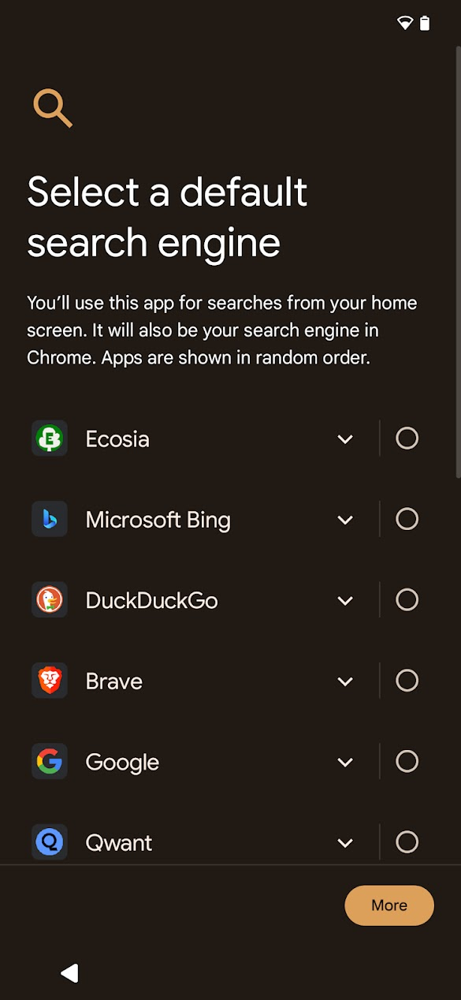 Select a default
search engine
You’ll use this app for searches from your home
screen. It will also be your search engine in
Chrome. Apps are shown in random order.
Ecosia
Microsoft Bing
DuckDuckGo
Brave
Google
Qwant
More